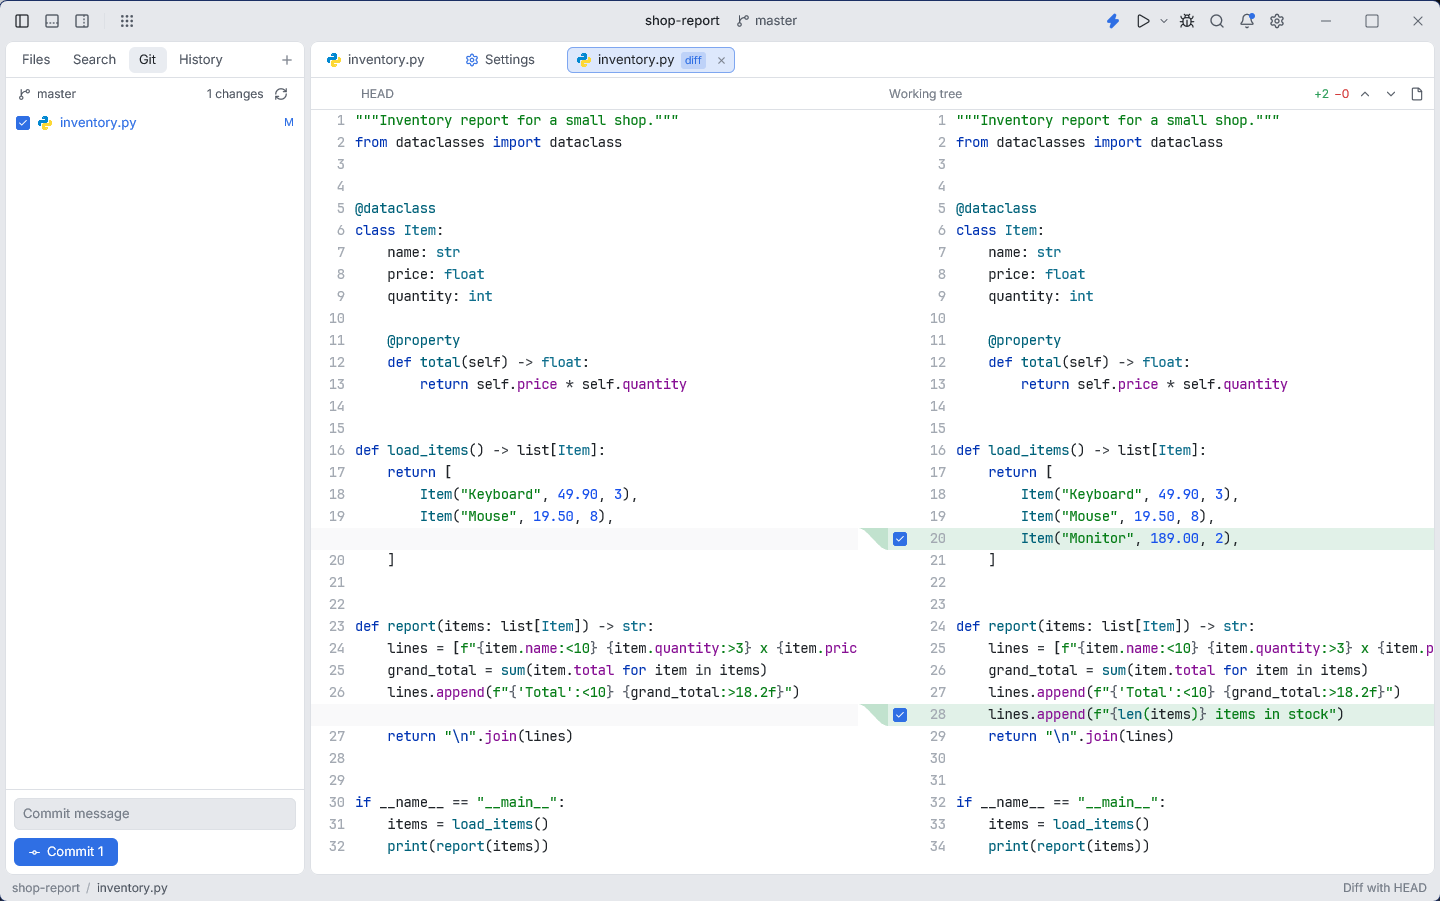 shop-report master
Files Search Git History
master 1 changes
inventory.py M
Commit message
Commit 1
inventory.py Settings inventory.py diff
HEAD
1 """Inventory report for a small shop."""
2 from dataclasses import dataclass
3
4
5 @dataclass
6 class Item:
7     name: str
8     price: float
9     quantity: int
10
11     @property
12     def total(self) -> float:
13         return self.price * self.quantity
14
15
16 def load_items() -> list[Item]:
17     return [
18         Item("Keyboard", 49.90, 3),
19         Item("Mouse", 19.50, 8),
20     ]
21
22
23 def report(items: list[Item]) -> str:
24     lines = [f"{item.name:<10} {item.quantity:>3} x {item.pric
25     grand_total = sum(item.total for item in items)
26     lines.append(f"{'Total':<10} {grand_total:>18.2f}")
27     return "\n".join(lines)
28
29
30 if __name__ == "__main__":
31     items = load_items()
32     print(report(items))
Working tree +2 −0
1 """Inventory report for a small shop."""
2 from dataclasses import dataclass
3
4
5 @dataclass
6 class Item:
7     name: str
8     price: float
9     quantity: int
10
11     @property
12     def total(self) -> float:
13         return self.price * self.quantity
14
15
16 def load_items() -> list[Item]:
17     return [
18         Item("Keyboard", 49.90, 3),
19         Item("Mouse", 19.50, 8),
20         Item("Monitor", 189.00, 2),
21     ]
22
23
24 def report(items: list[Item]) -> str:
25     lines = [f"{item.name:<10} {item.quantity:>3} x {item.p
26     grand_total = sum(item.total for item in items)
27     lines.append(f"{'Total':<10} {grand_total:>18.2f}")
28     lines.append(f"{len(items)} items in stock")
29     return "\n".join(lines)
30
31
32 if __name__ == "__main__":
33     items = load_items()
34     print(report(items))
shop-report / inventory.py
Diff with HEAD